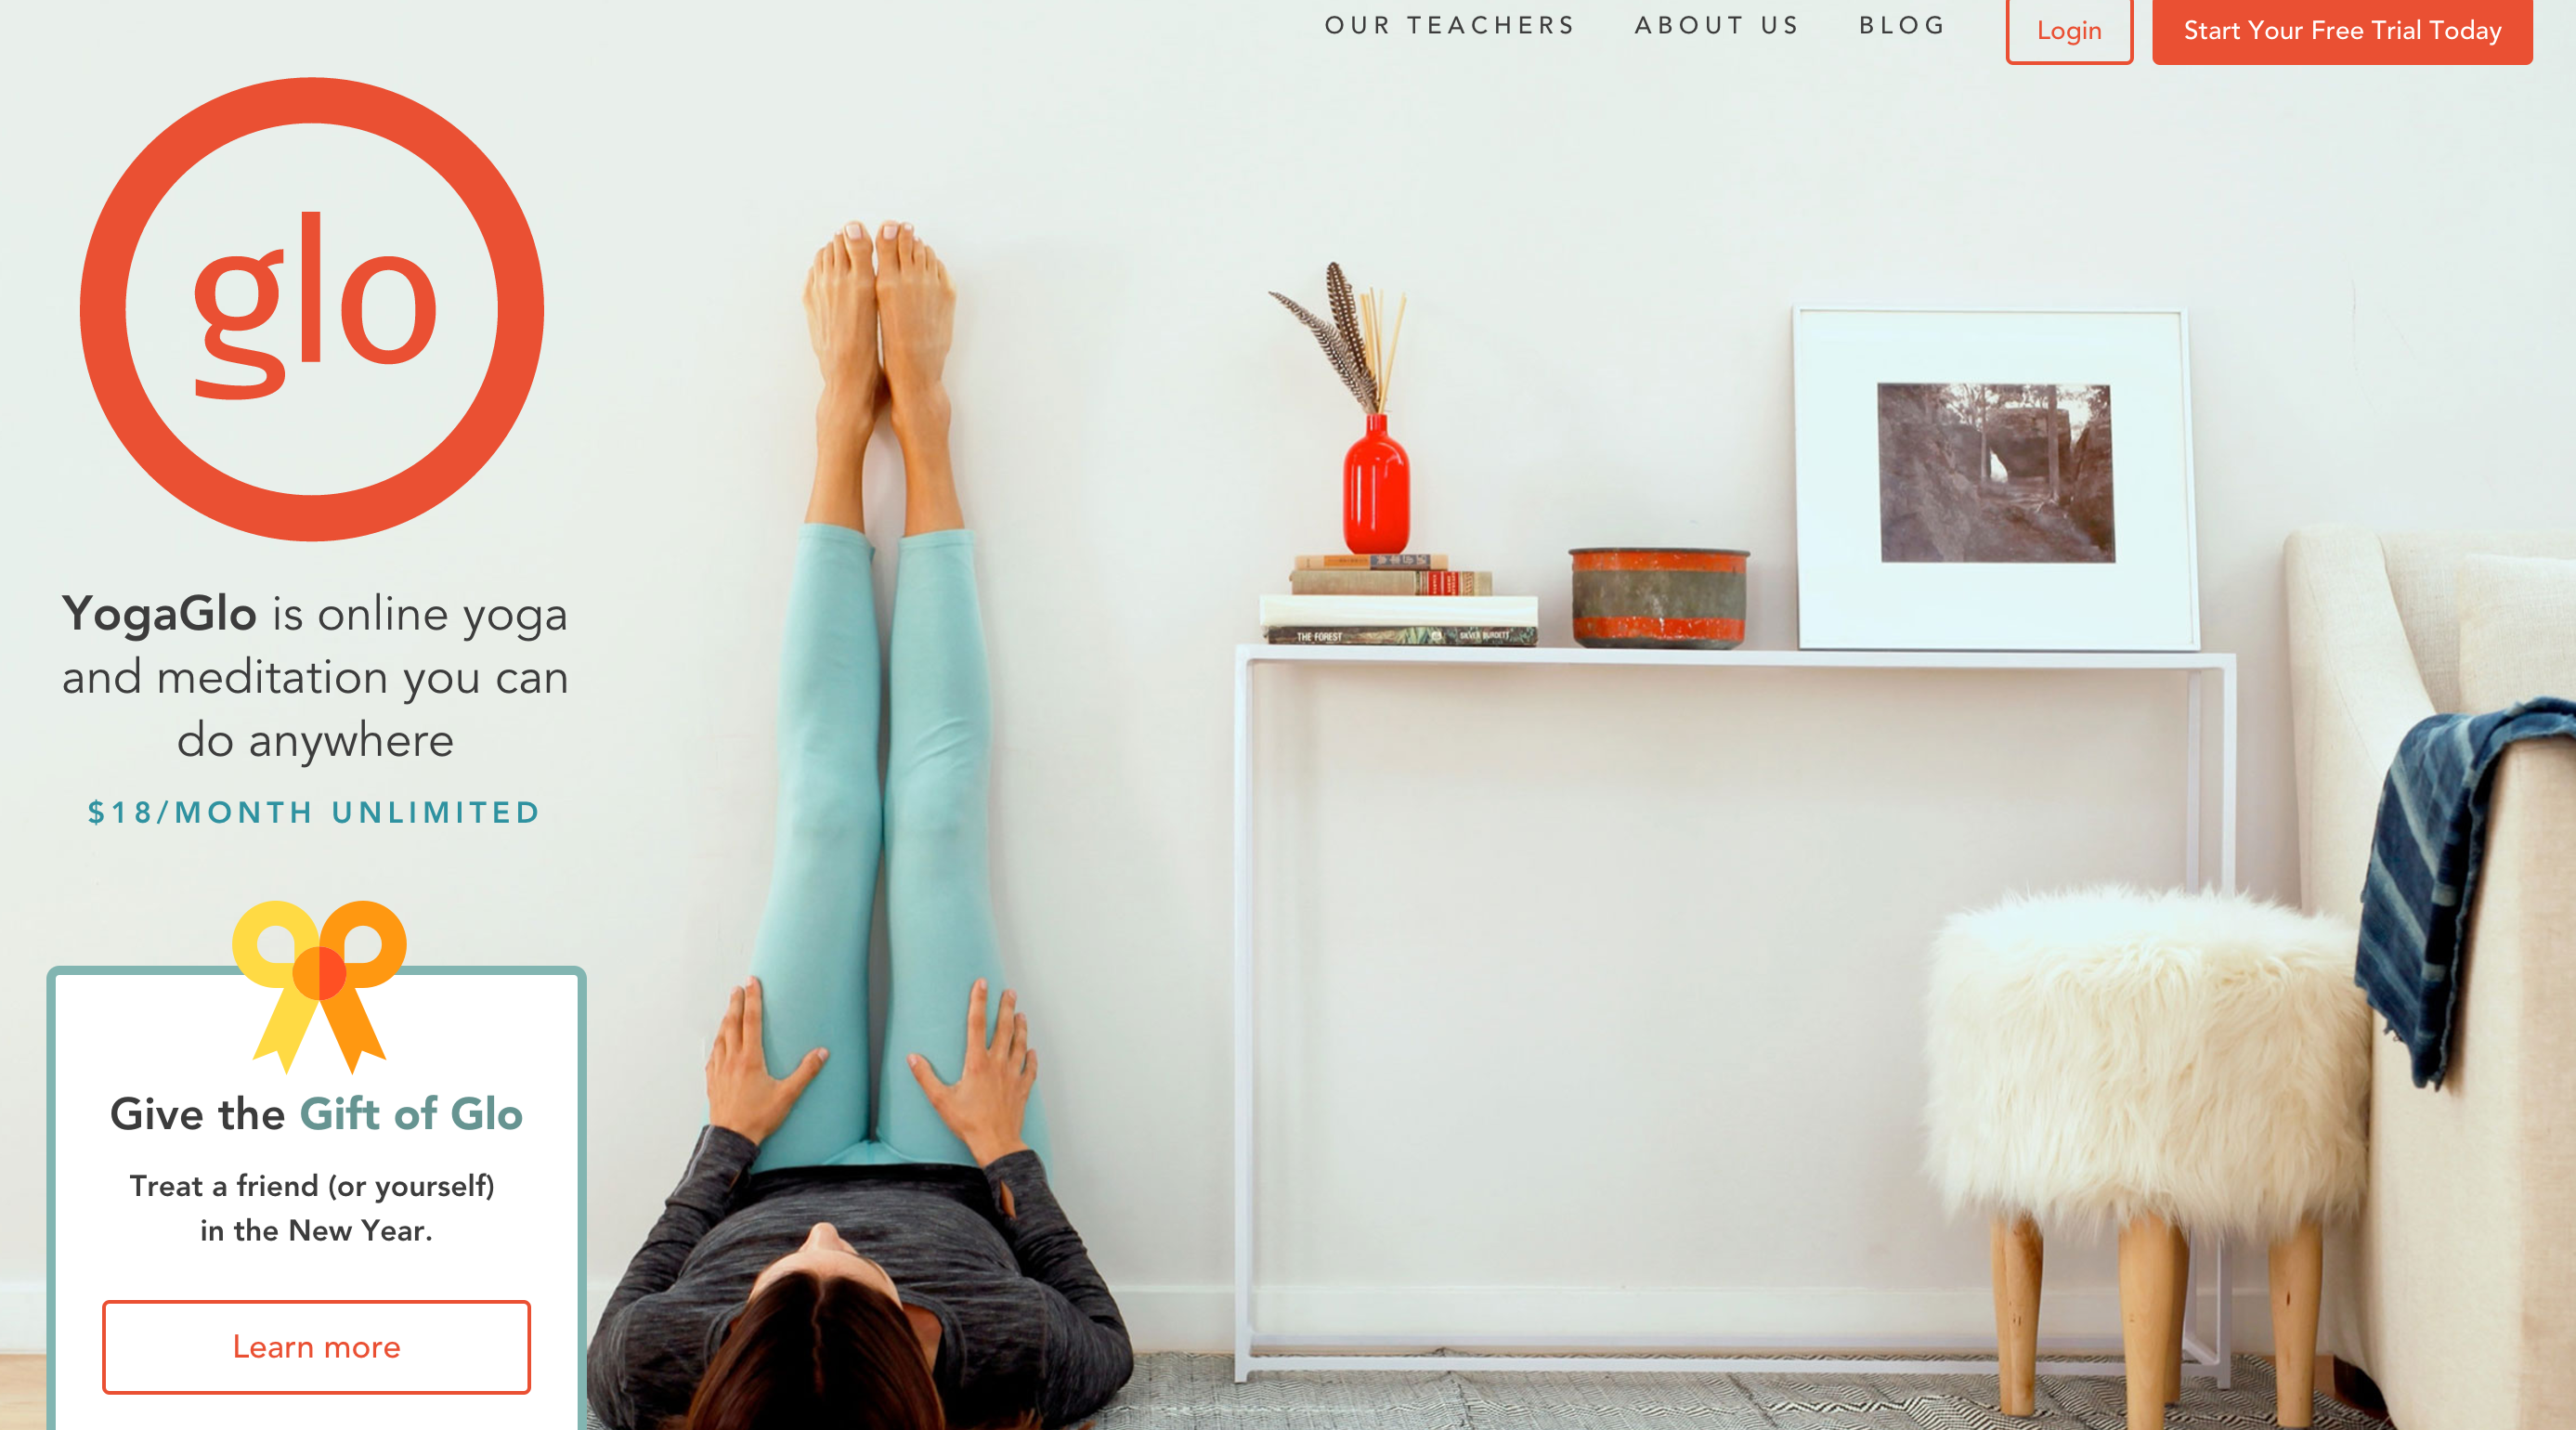 OUR TEACHERS
ABOUT US
BLOG
Login
Start Your Free Trial Today
glo
YogaGlo is online yoga
and meditation you can
do anywhere
$18/MONTH UNLIMITED
Give the Gift of Glo
Treat a friend (or yourself)
in the New Year.
Learn more
THE FOREST
SILVER BURDETT